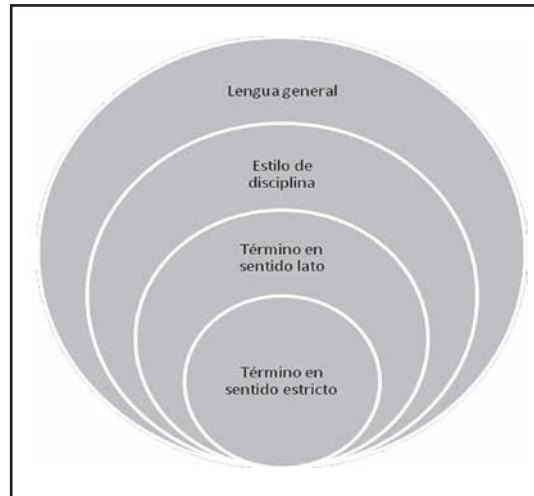 Lengua general
Estilo de
disciplina
Término en
sentido lato
Término en
sentido estricto